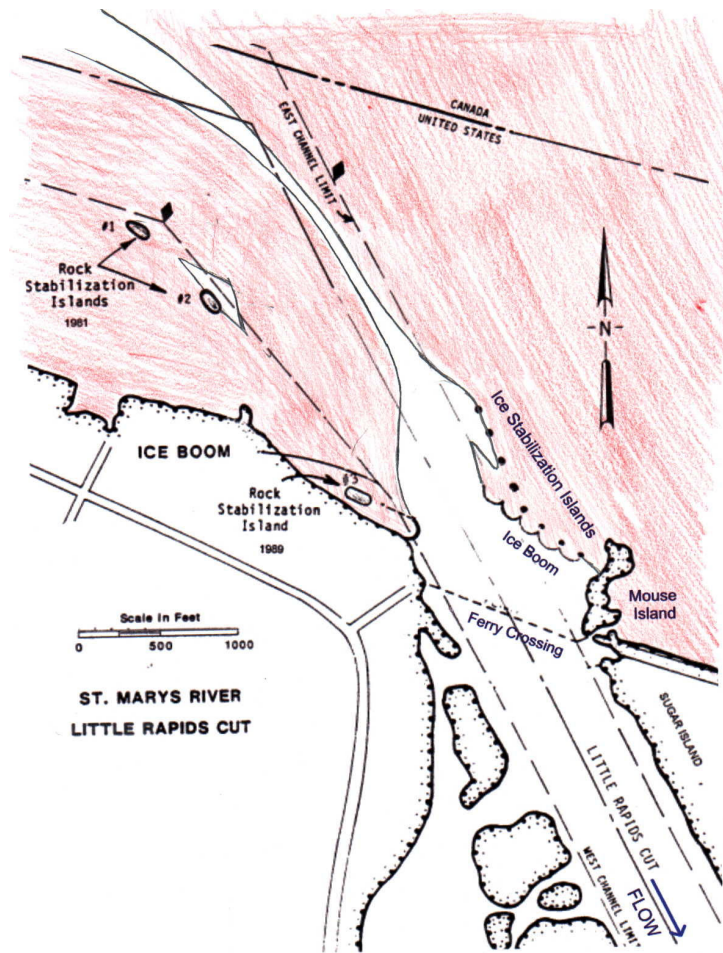 CANADA
UNITED STATES
EAST CHANNEL LIMIT
#1
Rock
Stabilization
Islands
1981
#2
-N-
ICE BOOM
#3
Rock
Stabilization
Island
1989
Ice Stabilization Islands
Ice Boom
Mouse
Island
Ferry Crossing
Scale in Feet
0 500 1000
ST. MARYS RIVER
LITTLE RAPIDS CUT
SUGAR ISLAND
LITTLE RAPIDS CUT
WEST CHANNEL LIMIT
FLOW